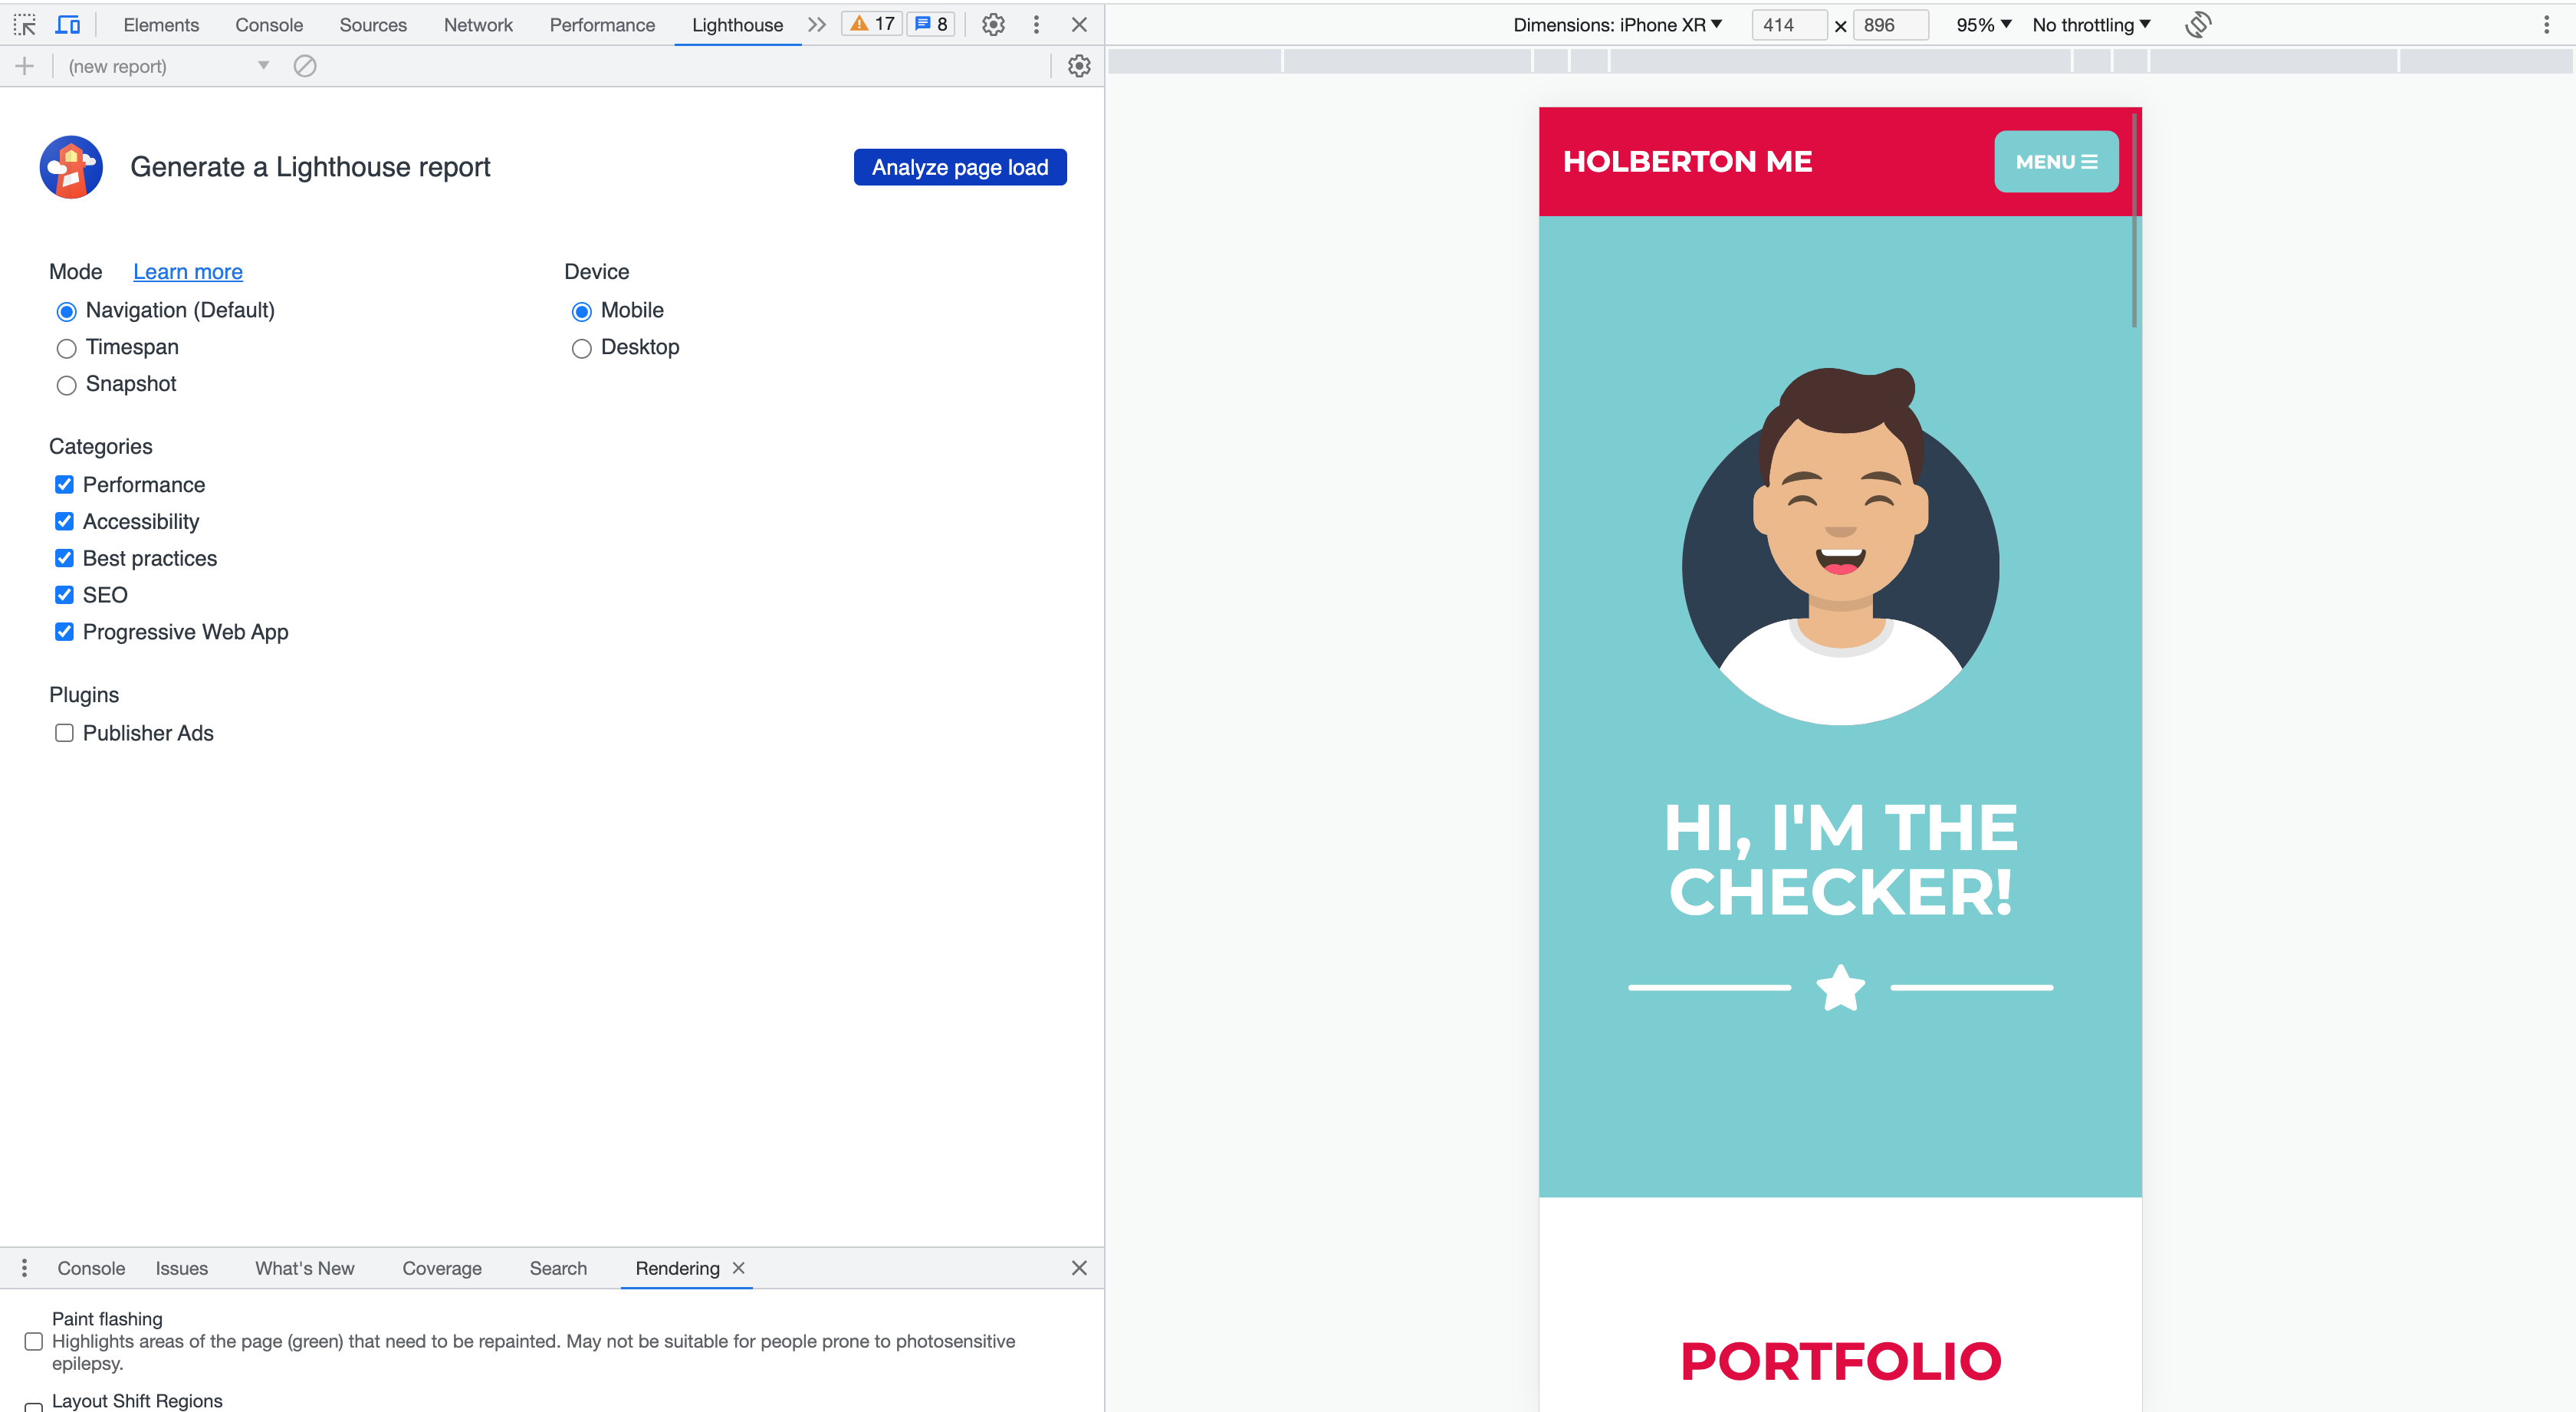 Elements Console Sources Network Performance Lighthouse 17 8
(new report)
Generate a Lighthouse report
Analyze page load
Mode Learn more
Navigation (Default)
Timespan
Snapshot
Device
Mobile
Desktop
Categories
Performance
Accessibility
Best practices
SEO
Progressive Web App
Plugins
Publisher Ads
Console Issues What's New Coverage Search Rendering
Paint flashing
Highlights areas of the page (green) that need to be repainted. May not be suitable for people prone to photosensitive
epilepsy.
Layout Shift Regions
Dimensions: iPhone XR 414 × 896 95% No throttling
HOLBERTON ME
MENU
HI, I'M THE
CHECKER!
PORTFOLIO